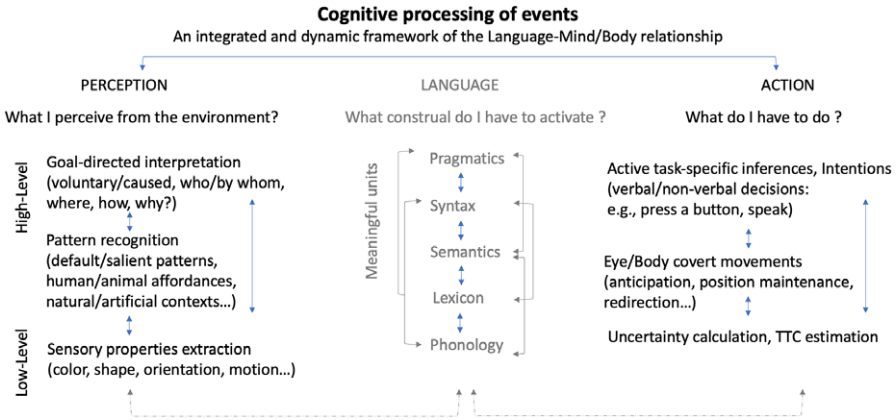 Cognitive processing of events
An integrated and dynamic framework of the Language-Mind/Body relationship
PERCEPTION
LANGUAGE
ACTION
What I perceive from the environment?
What construal do I have to activate ?
What do I have to do ?
High-Level
Low-Level
Goal-directed interpretation
(voluntary/caused, who/by whom,
where, how, why?)
Pattern recognition
(default/salient patterns,
human/animal affordances,
natural/artificial contexts...)
Sensory properties extraction
(color, shape, orientation, motion...)
Meaningful units
Pragmatics
Syntax
Semantics
Lexicon
Phonology
Active task-specific inferences, Intentions
(verbal/non-verbal decisions:
e.g., press a button, speak)
Eye/Body covert movements
(anticipation, position maintenance,
redirection...)
Uncertainty calculation, TTC estimation